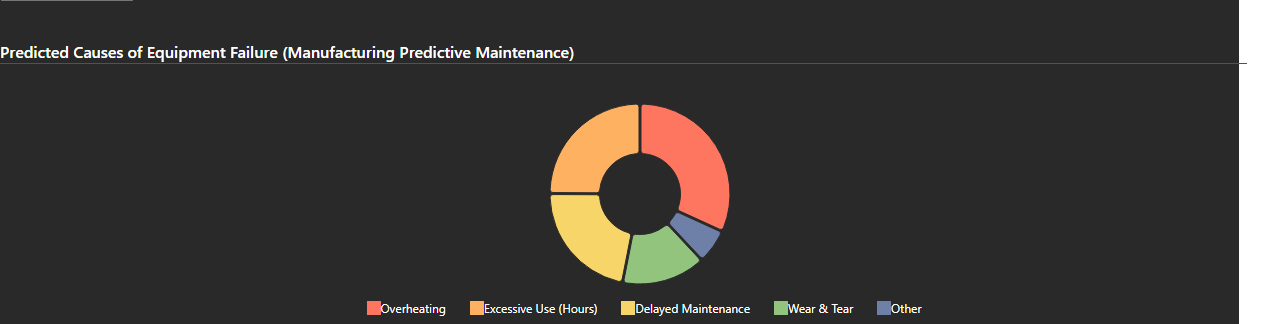 Predicted Causes of Equipment Failure (Manufacturing Predictive Maintenance)
Overheating Excessive Use (Hours) Delayed Maintenance Wear & Tear Other